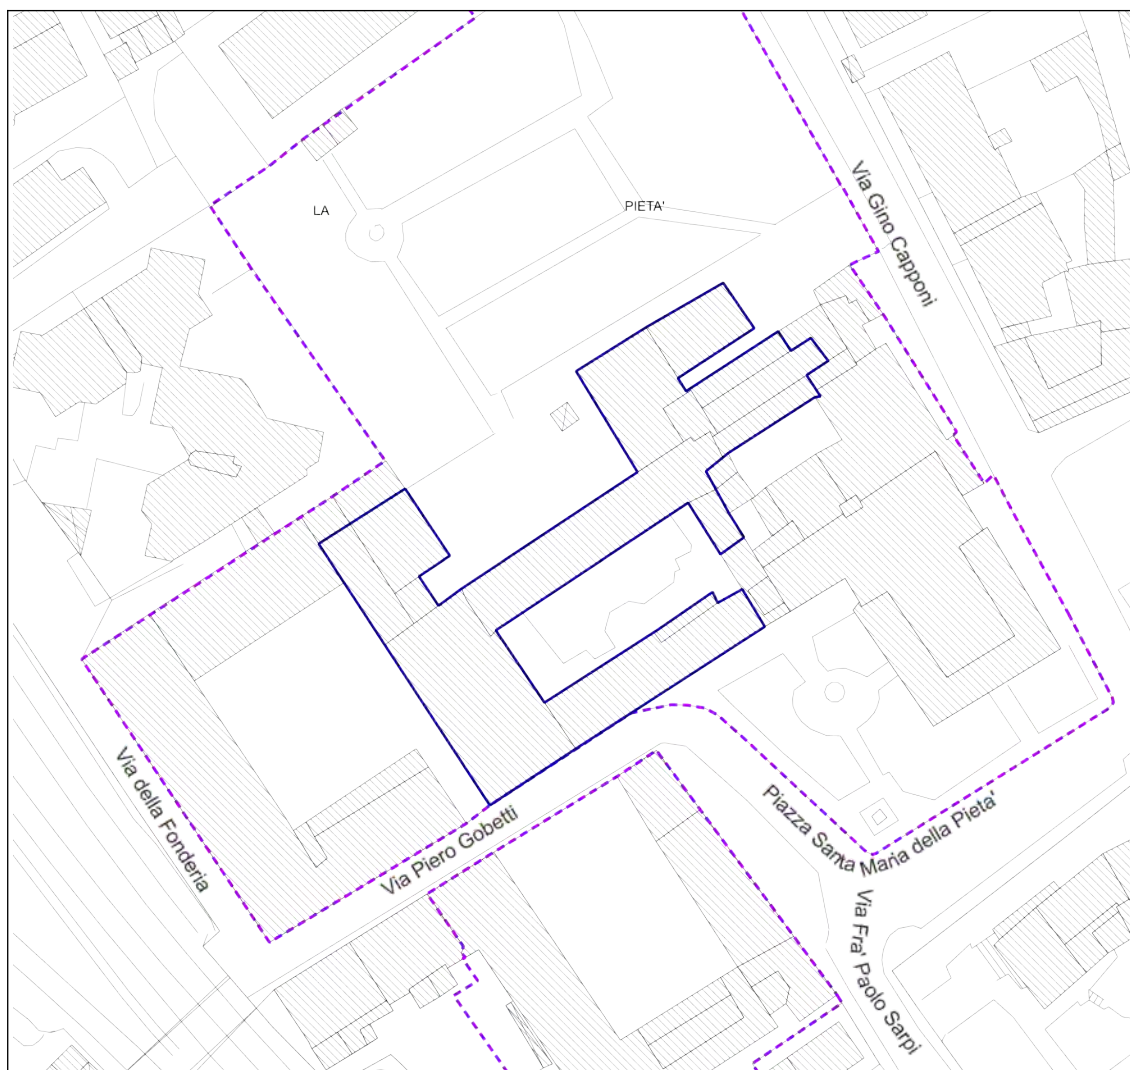 LA
PIETA'
Via Gino Capponi
Via della Fonderia
Via Piero Gobetti
Piazza Santa Maria della Pieta'
Via Fra' Paolo Sarpi